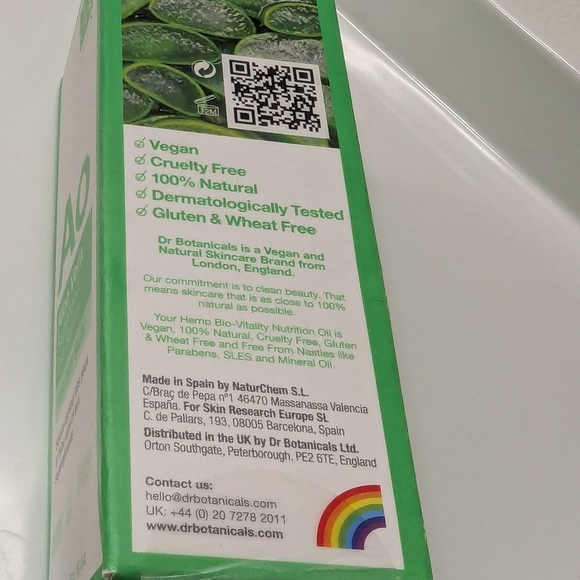 12M
Vegan
Cruelty Free
100% Natural
Dermatologically Tested
Gluten & Wheat Free
Dr Botanicals is a Vegan and
Natural Skincare Brand from
London, England.
Our commitment is to clean beauty. That
means skincare that is as close to 100%
natural as possible.
Your Hemp Bio-Vitality Nutrition Oil is
Vegan, 100% Natural, Cruelty Free, Gluten
& Wheat Free and Free From Nasties like
Parabens, SLES and Mineral Oil.
Made in Spain by NaturChem S.L.
C/Braç de Pepa nº1 46470 Massanassa Valencia
España. For Skin Research Europe SL
C. de Pallars, 193, 08005 Barcelona, Spain
Distributed in the UK by Dr Botanicals Ltd.
Orton Southgate, Peterborough, PE2 6TE, England
Contact us:
hello@drbotanicals.com
UK: +44 (0) 20 7278 2011
www.drbotanicals.com